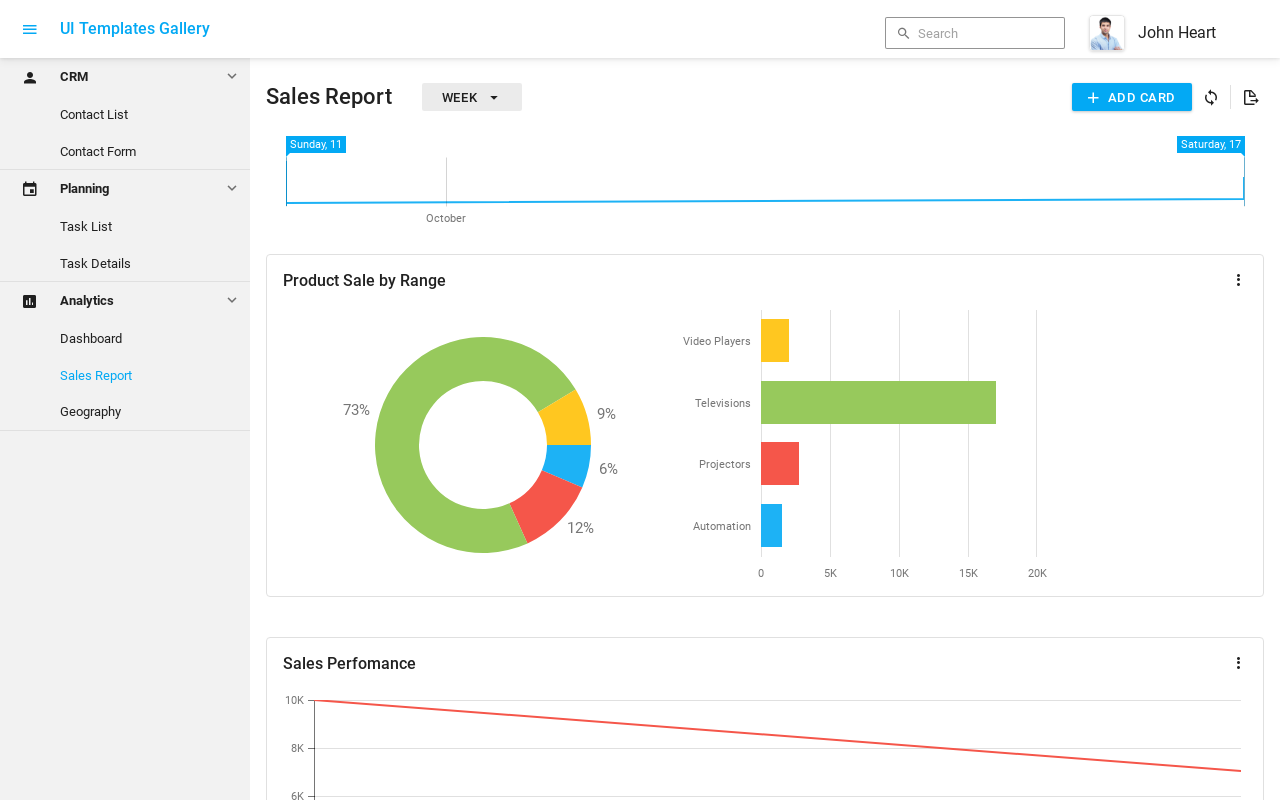 UI Templates Gallery
Search
John Heart
CRM
Contact List
Contact Form
Planning
Task List
Task Details
Analytics
Dashboard
Sales Report
Geography
Sales Report
WEEK
ADD CARD
Sunday, 11
Saturday, 17
October
Product Sale by Range
73%
9%
6%
12%
Video Players
Televisions
Projectors
Automation
0 5K 10K 15K 20K
Sales Perfomance
10K
8K
6K